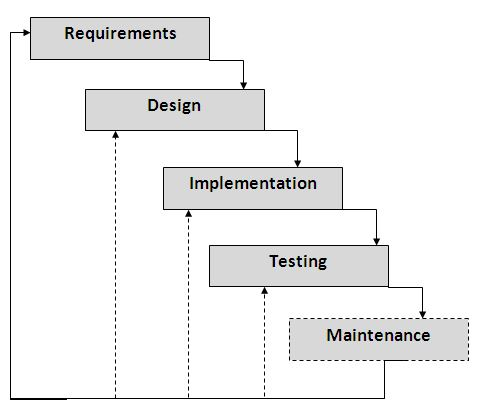 Requirements
Design
Implementation
Testing
Maintenance